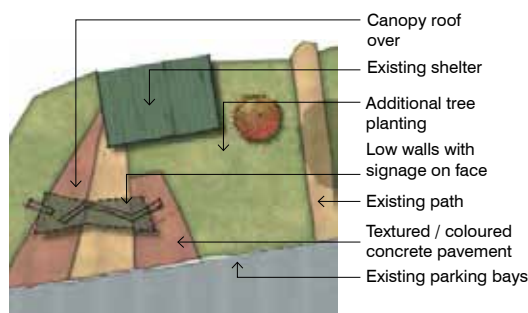 Canopy roof
over
Existing shelter
Additional tree
planting
Low walls with
signage on face
Existing path
Textured / coloured
concrete pavement
Existing parking bays